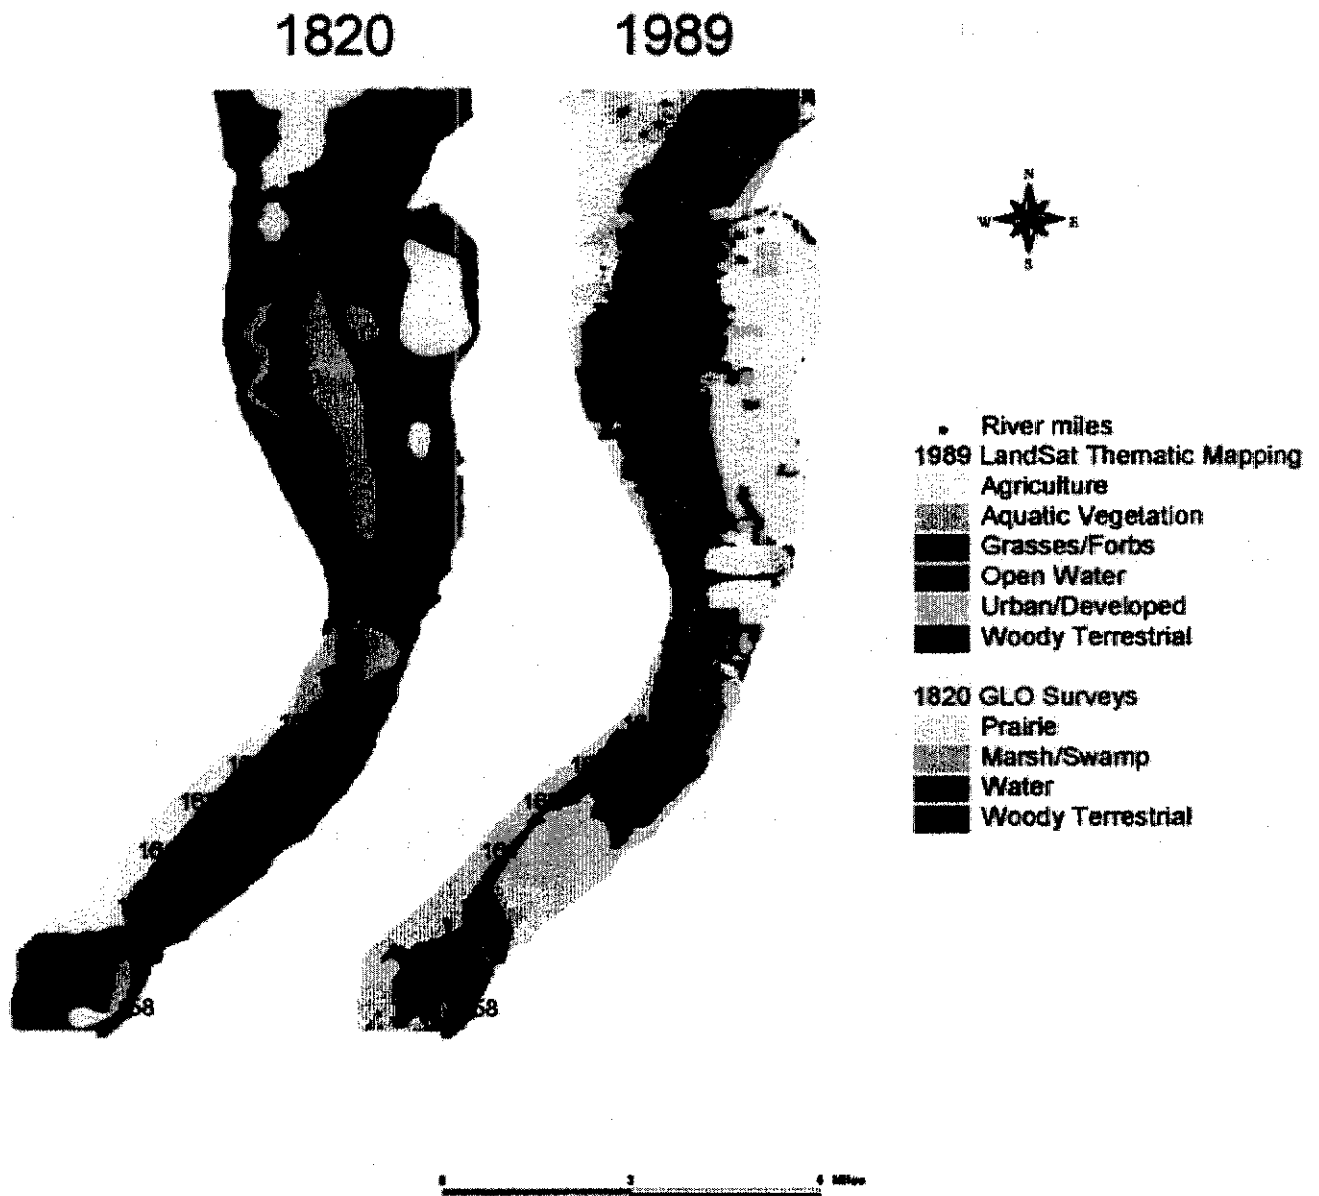 1820
1989
N
W E
S
River miles
1989 LandSat Thematic Mapping
Agriculture
Aquatic Vegetation
Grasses/Forbs
Open Water
Urban/Developed
Woody Terrestrial
1820 GLO Surveys
Prairie
Marsh/Swamp
Water
Woody Terrestrial
58
58
Miles